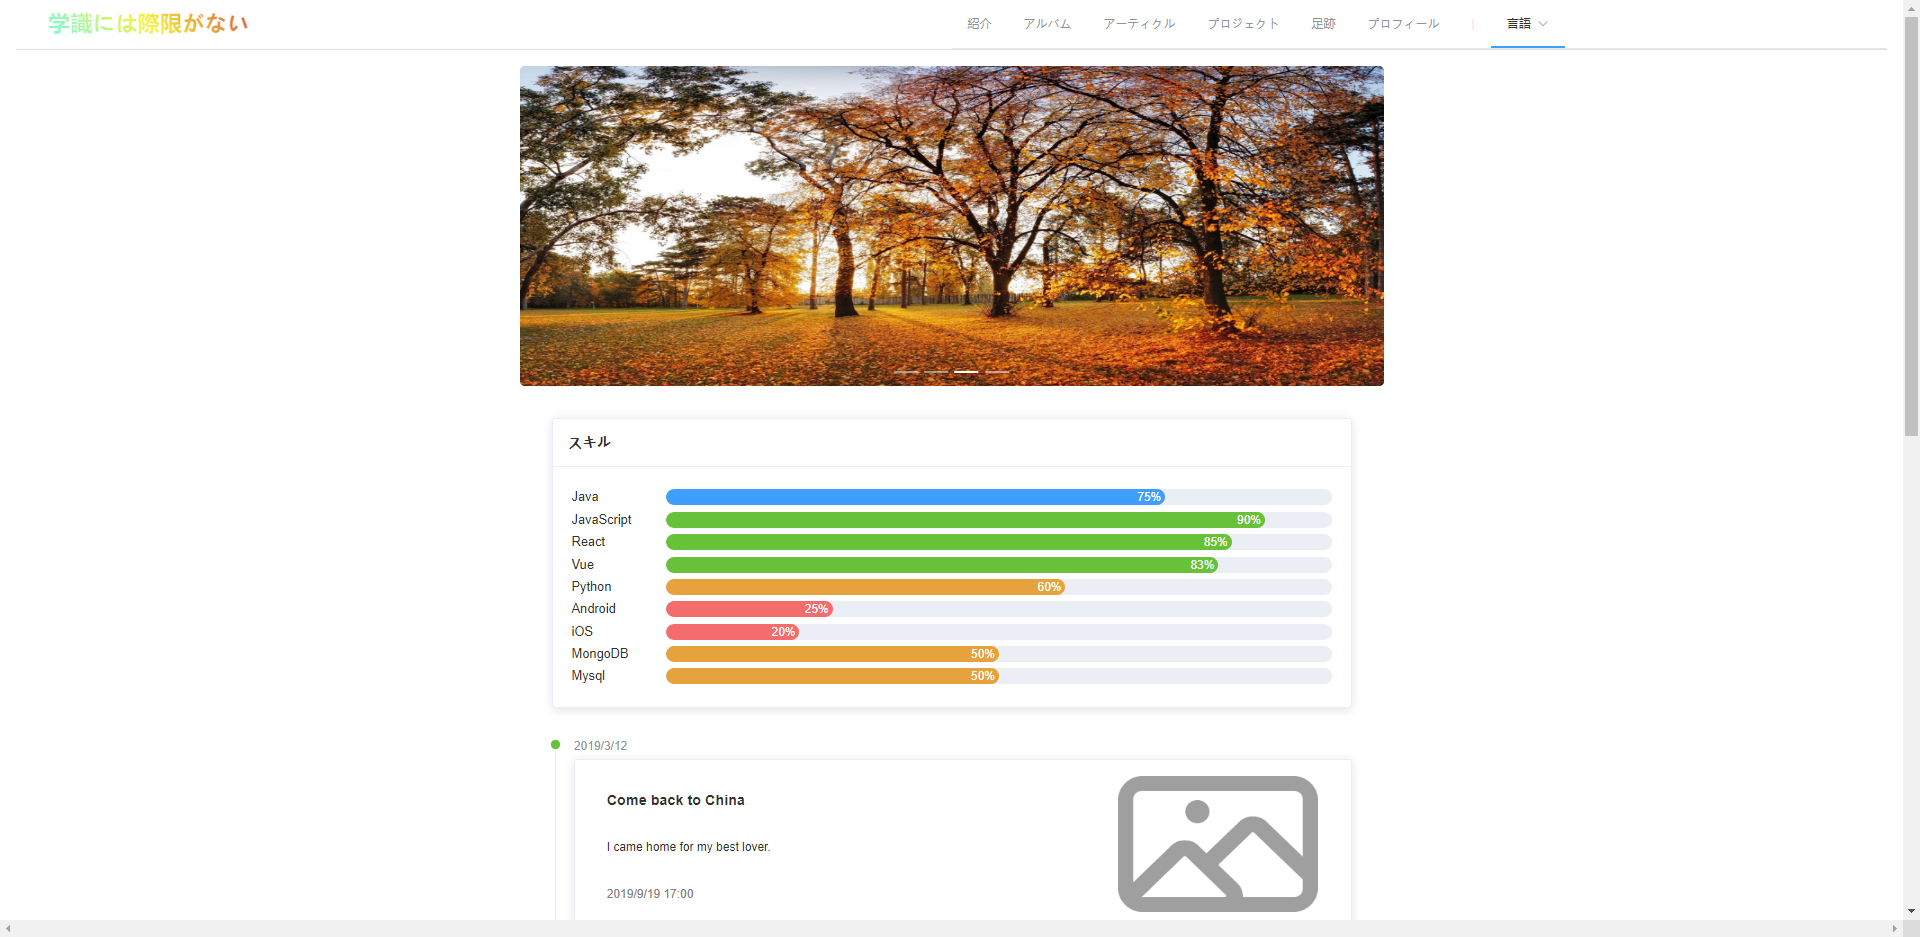 学識には際限がない
紹介 アルバム アーティクル プロジェクト 足跡 プロフィール | 言語
スキル
Java 75%
JavaScript 90%
React 85%
Vue 83%
Python 60%
Android 25%
iOS 20%
MongoDB 50%
Mysql 50%
2019/3/12
Come back to China
I came home for my best lover.
2019/9/19 17:00